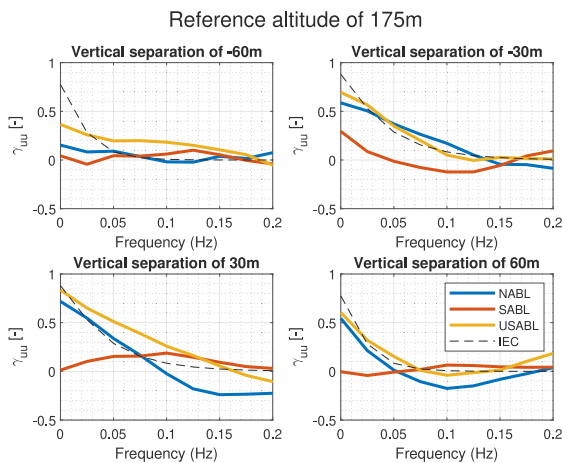 Reference altitude of 175m
Vertical separation of -60m
1
0.5
0
-0.5
γuu [-]
0 0.05 0.1 0.15 0.2
Frequency (Hz)
Vertical separation of -30m
1
0.5
0
-0.5
γuu [-]
0 0.05 0.1 0.15 0.2
Frequency (Hz)
Vertical separation of 30m
1
0.5
0
-0.5
γuu [-]
0 0.05 0.1 0.15 0.2
Frequency (Hz)
Vertical separation of 60m
1
0.5
0
-0.5
γuu [-]
NABL
SABL
USABL
IEC
0 0.05 0.1 0.15 0.2
Frequency (Hz)